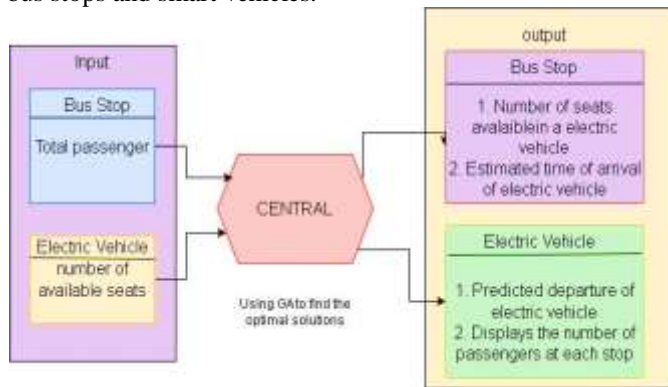 bus stops and smart vehicles.
Input
Bus Stop
Total passenger
Electric Vehicle
number of
available seats
CENTRAL
Using GAto find the
optimal solutions
output
Bus Stop
1. Number of seats
avalaiblein a electric
vehicle
2. Estimated time of arrival
of electric vehicle
Electric Vehicle
1. Predicted departure of
electric vehicle
2. Displays the number of
passengers at each stop